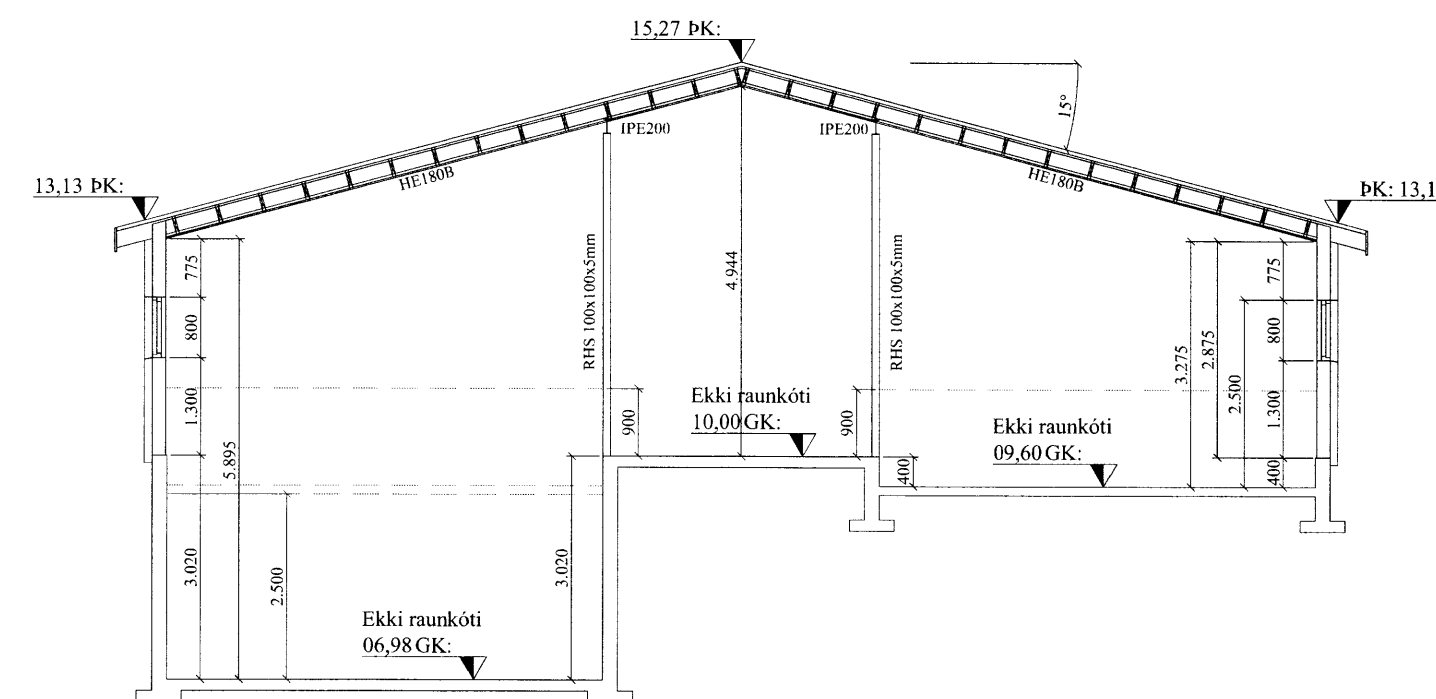 15,27 ÞK:
15°
IPE200
IPE200
HE180B
HE180B
13,13 ÞK:
ÞK: 13,1
775
800
1.300
5.895
3.020
2.500
RHS 100x100x5mm
4.944
RHS 100x100x5mm
900
900
3.020
Ekki raunkóti
10,00 GK:
400
Ekki raunkóti
09,60 GK:
3.275
2.875
2.500
775
800
1.300
400
Ekki raunkóti
06,98 GK: